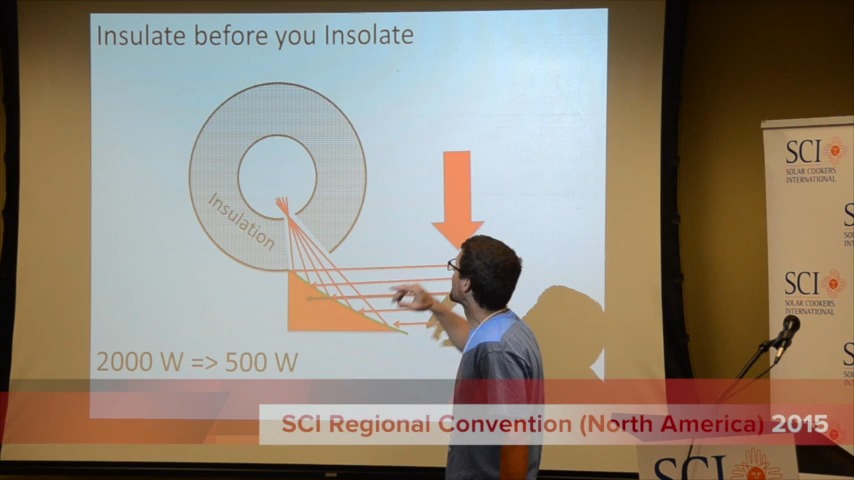 Insulate before you Insolate
Insulation
2000 W => 500 W
SCI Regional Convention (North America) 2015
SCI
SOLAR COOKERS
INTERNATIONAL
SCI
SOLAR COOKERS
INTERNATIONAL
SCI